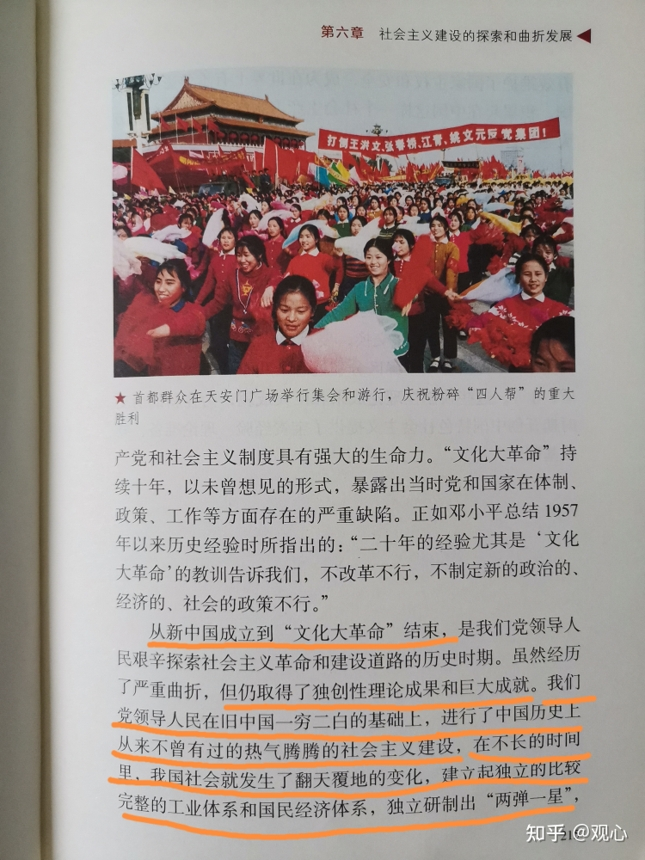 第六章 社会主义建设的探索和曲折发展
打倒王洪文、张春桥、江青、姚文元反党集团！
★ 首都群众在天安门广场举行集会和游行，庆祝粉碎“四人帮”的重大
胜利
产党和社会主义制度具有强大的生命力。“文化大革命”持
续十年，以未曾想见的形式，暴露出当时党和国家在体制、
政策、工作等方面存在的严重缺陷。正如邓小平总结1957
年以来历史经验时所指出的：“二十年的经验尤其是‘文化
大革命’的教训告诉我们，不改革不行，不制定新的政治的、
经济的、社会的政策不行。”
从新中国成立到“文化大革命”结束，是我们党领导人
民艰辛探索社会主义革命和建设道路的历史时期。虽然经历
了严重曲折，但仍取得了独创性理论成果和巨大成就。我们
党领导人民在旧中国一穷二白的基础上，进行了中国历史上
从来不曾有过的热气腾腾的社会主义建设，在不长的时间
里，我国社会就发生了翻天覆地的变化，建立起独立的比较
完整的工业体系和国民经济体系，独立研制出“两弹一星”，
知乎 @观心